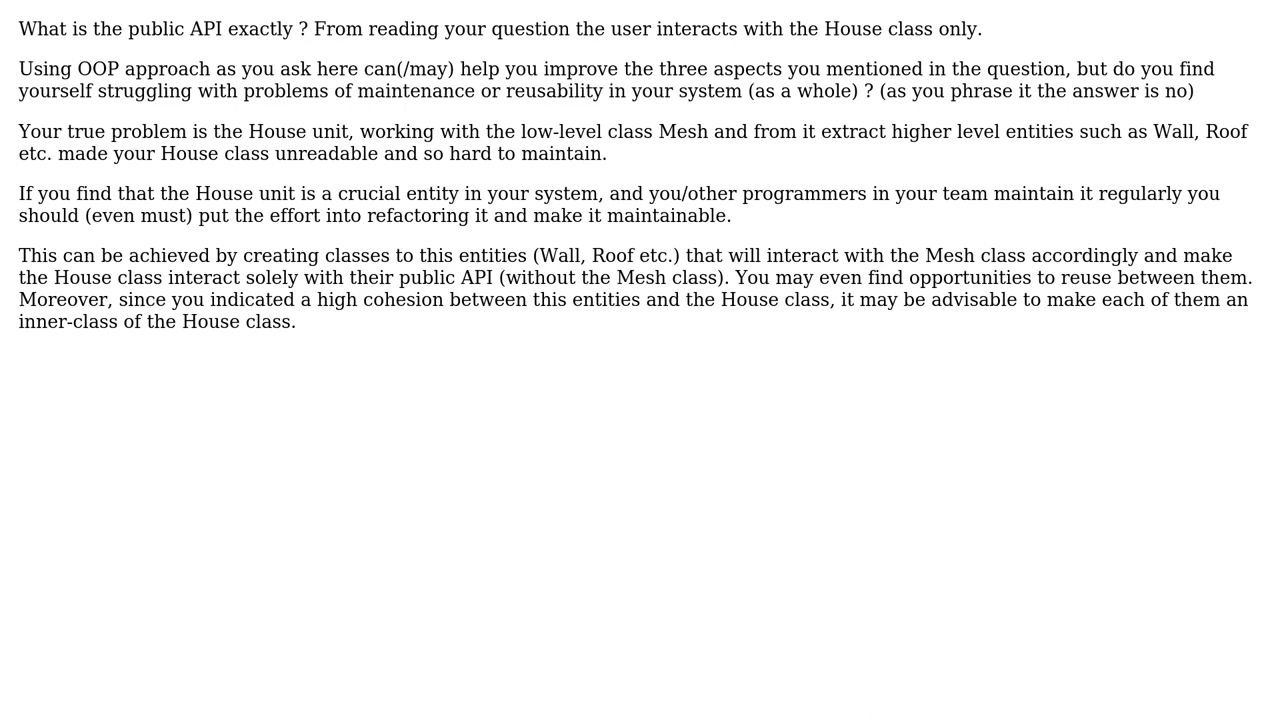 What is the public API exactly ? From reading your question the user interacts with the House class only.
Using OOP approach as you ask here can(/may) help you improve the three aspects you mentioned in the question, but do you find
yourself struggling with problems of maintenance or reusability in your system (as a whole) ? (as you phrase it the answer is no)
Your true problem is the House unit, working with the low-level class Mesh and from it extract higher level entities such as Wall, Roof
etc. made your House class unreadable and so hard to maintain.
If you find that the House unit is a crucial entity in your system, and you/other programmers in your team maintain it regularly you
should (even must) put the effort into refactoring it and make it maintainable.
This can be achieved by creating classes to this entities (Wall, Roof etc.) that will interact with the Mesh class accordingly and make
the House class interact solely with their public API (without the Mesh class). You may even find opportunities to reuse between them.
Moreover, since you indicated a high cohesion between this entities and the House class, it may be advisable to make each of them an
inner-class of the House class.